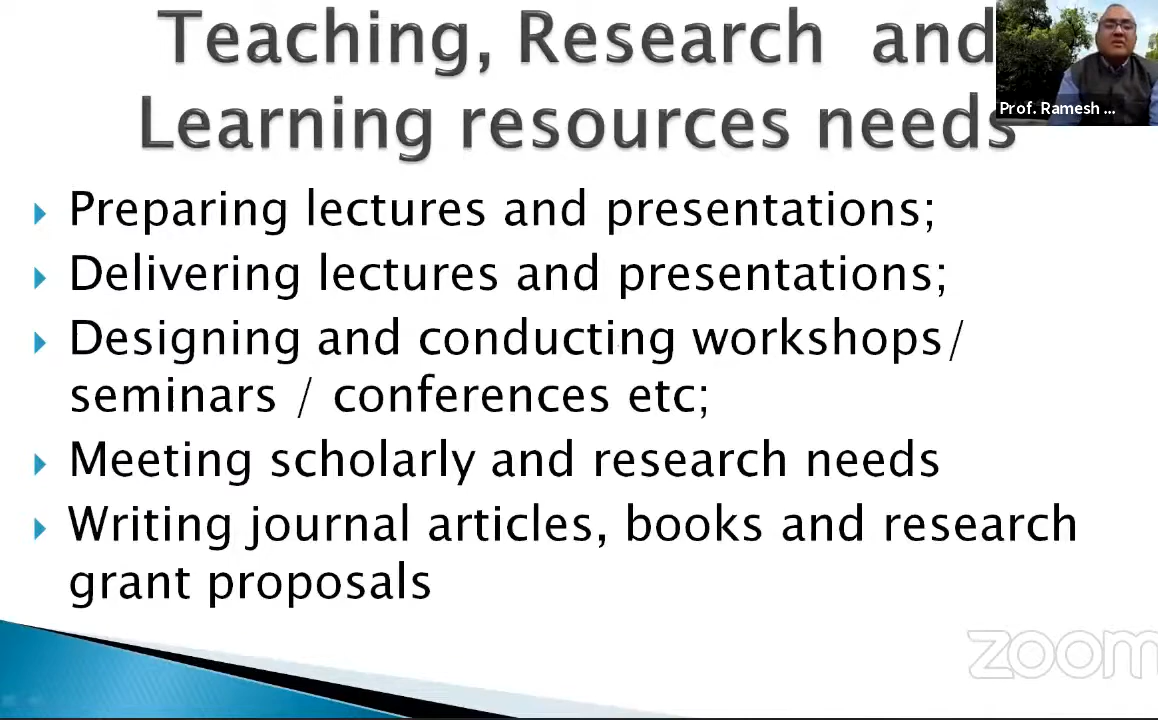 Teaching, Research and
Learning resources needs
Prof. Ramesh ...
Preparing lectures and presentations;
Delivering lectures and presentations;
Designing and conducting workshops/
seminars / conferences etc;
Meeting scholarly and research needs
Writing journal articles, books and research
grant proposals
zoom